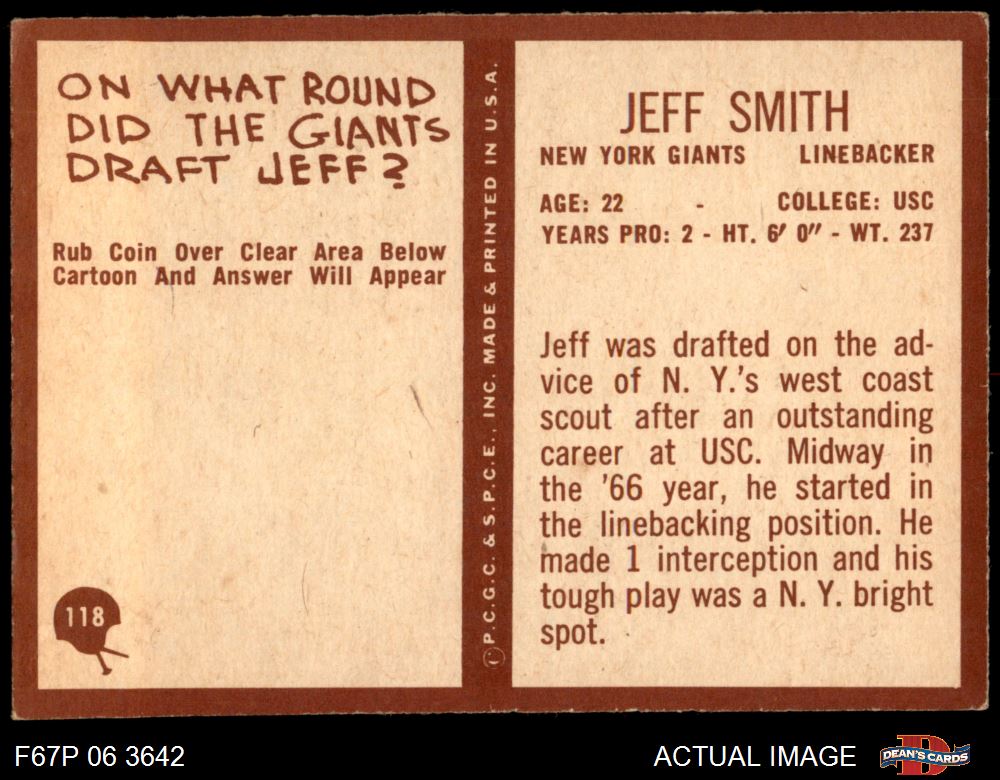 ON WHAT ROUND
DID THE GIANTS
DRAFT JEFF?
Rub Coin Over Clear Area Below
Cartoon And Answer Will Appear
118
P.C.G.C. & S.P.C.E., INC. MADE & PRINTED IN U.S.A.
JEFF SMITH
NEW YORK GIANTS LINEBACKER
AGE: 22 - COLLEGE: USC
YEARS PRO: 2 - HT. 6' 0" - WT. 237
Jeff was drafted on the ad-
vice of N. Y.'s west coast
scout after an outstanding
career at USC. Midway in
the '66 year, he started in
the linebacking position. He
made 1 interception and his
tough play was a N. Y. bright
spot.
F67P 06 3642
ACTUAL IMAGE
D
DEAN'S CARDS